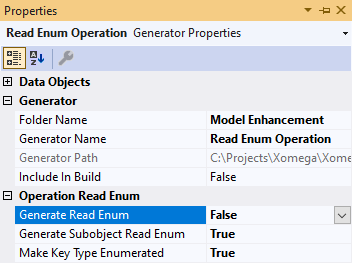 Properties
Read Enum Operation Generator Properties
Data Objects
Generator
Folder Name Model Enhancement
Generator Name Read Enum Operation
Generator Path C:\Projects\Xomega\Xome
Include In Build False
Operation Read Enum
Generate Read Enum False
Generate Subobject Read Enum True
Make Key Type Enumerated True